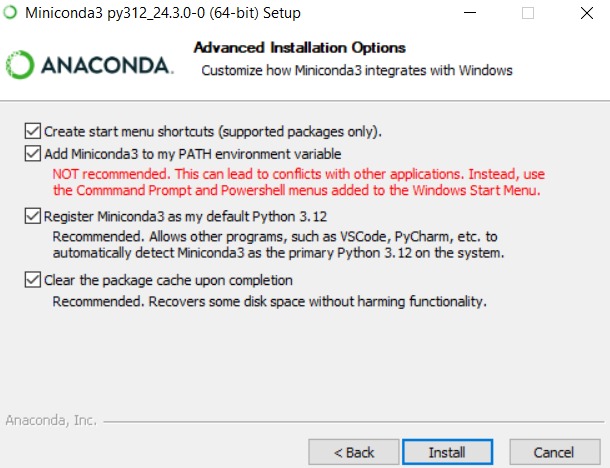 Miniconda3 py312_24.3.0-0 (64-bit) Setup
ANACONDA.
Advanced Installation Options
Customize how Miniconda3 integrates with Windows
Create start menu shortcuts (supported packages only).
Add Miniconda3 to my PATH environment variable
NOT recommended. This can lead to conflicts with other applications. Instead, use
the Commmand Prompt and Powershell menus added to the Windows Start Menu.
Register Miniconda3 as my default Python 3.12
Recommended. Allows other programs, such as VSCode, PyCharm, etc. to
automatically detect Miniconda3 as the primary Python 3.12 on the system.
Clear the package cache upon completion
Recommended. Recovers some disk space without harming functionality.
Anaconda, Inc.
< Back
Install
Cancel